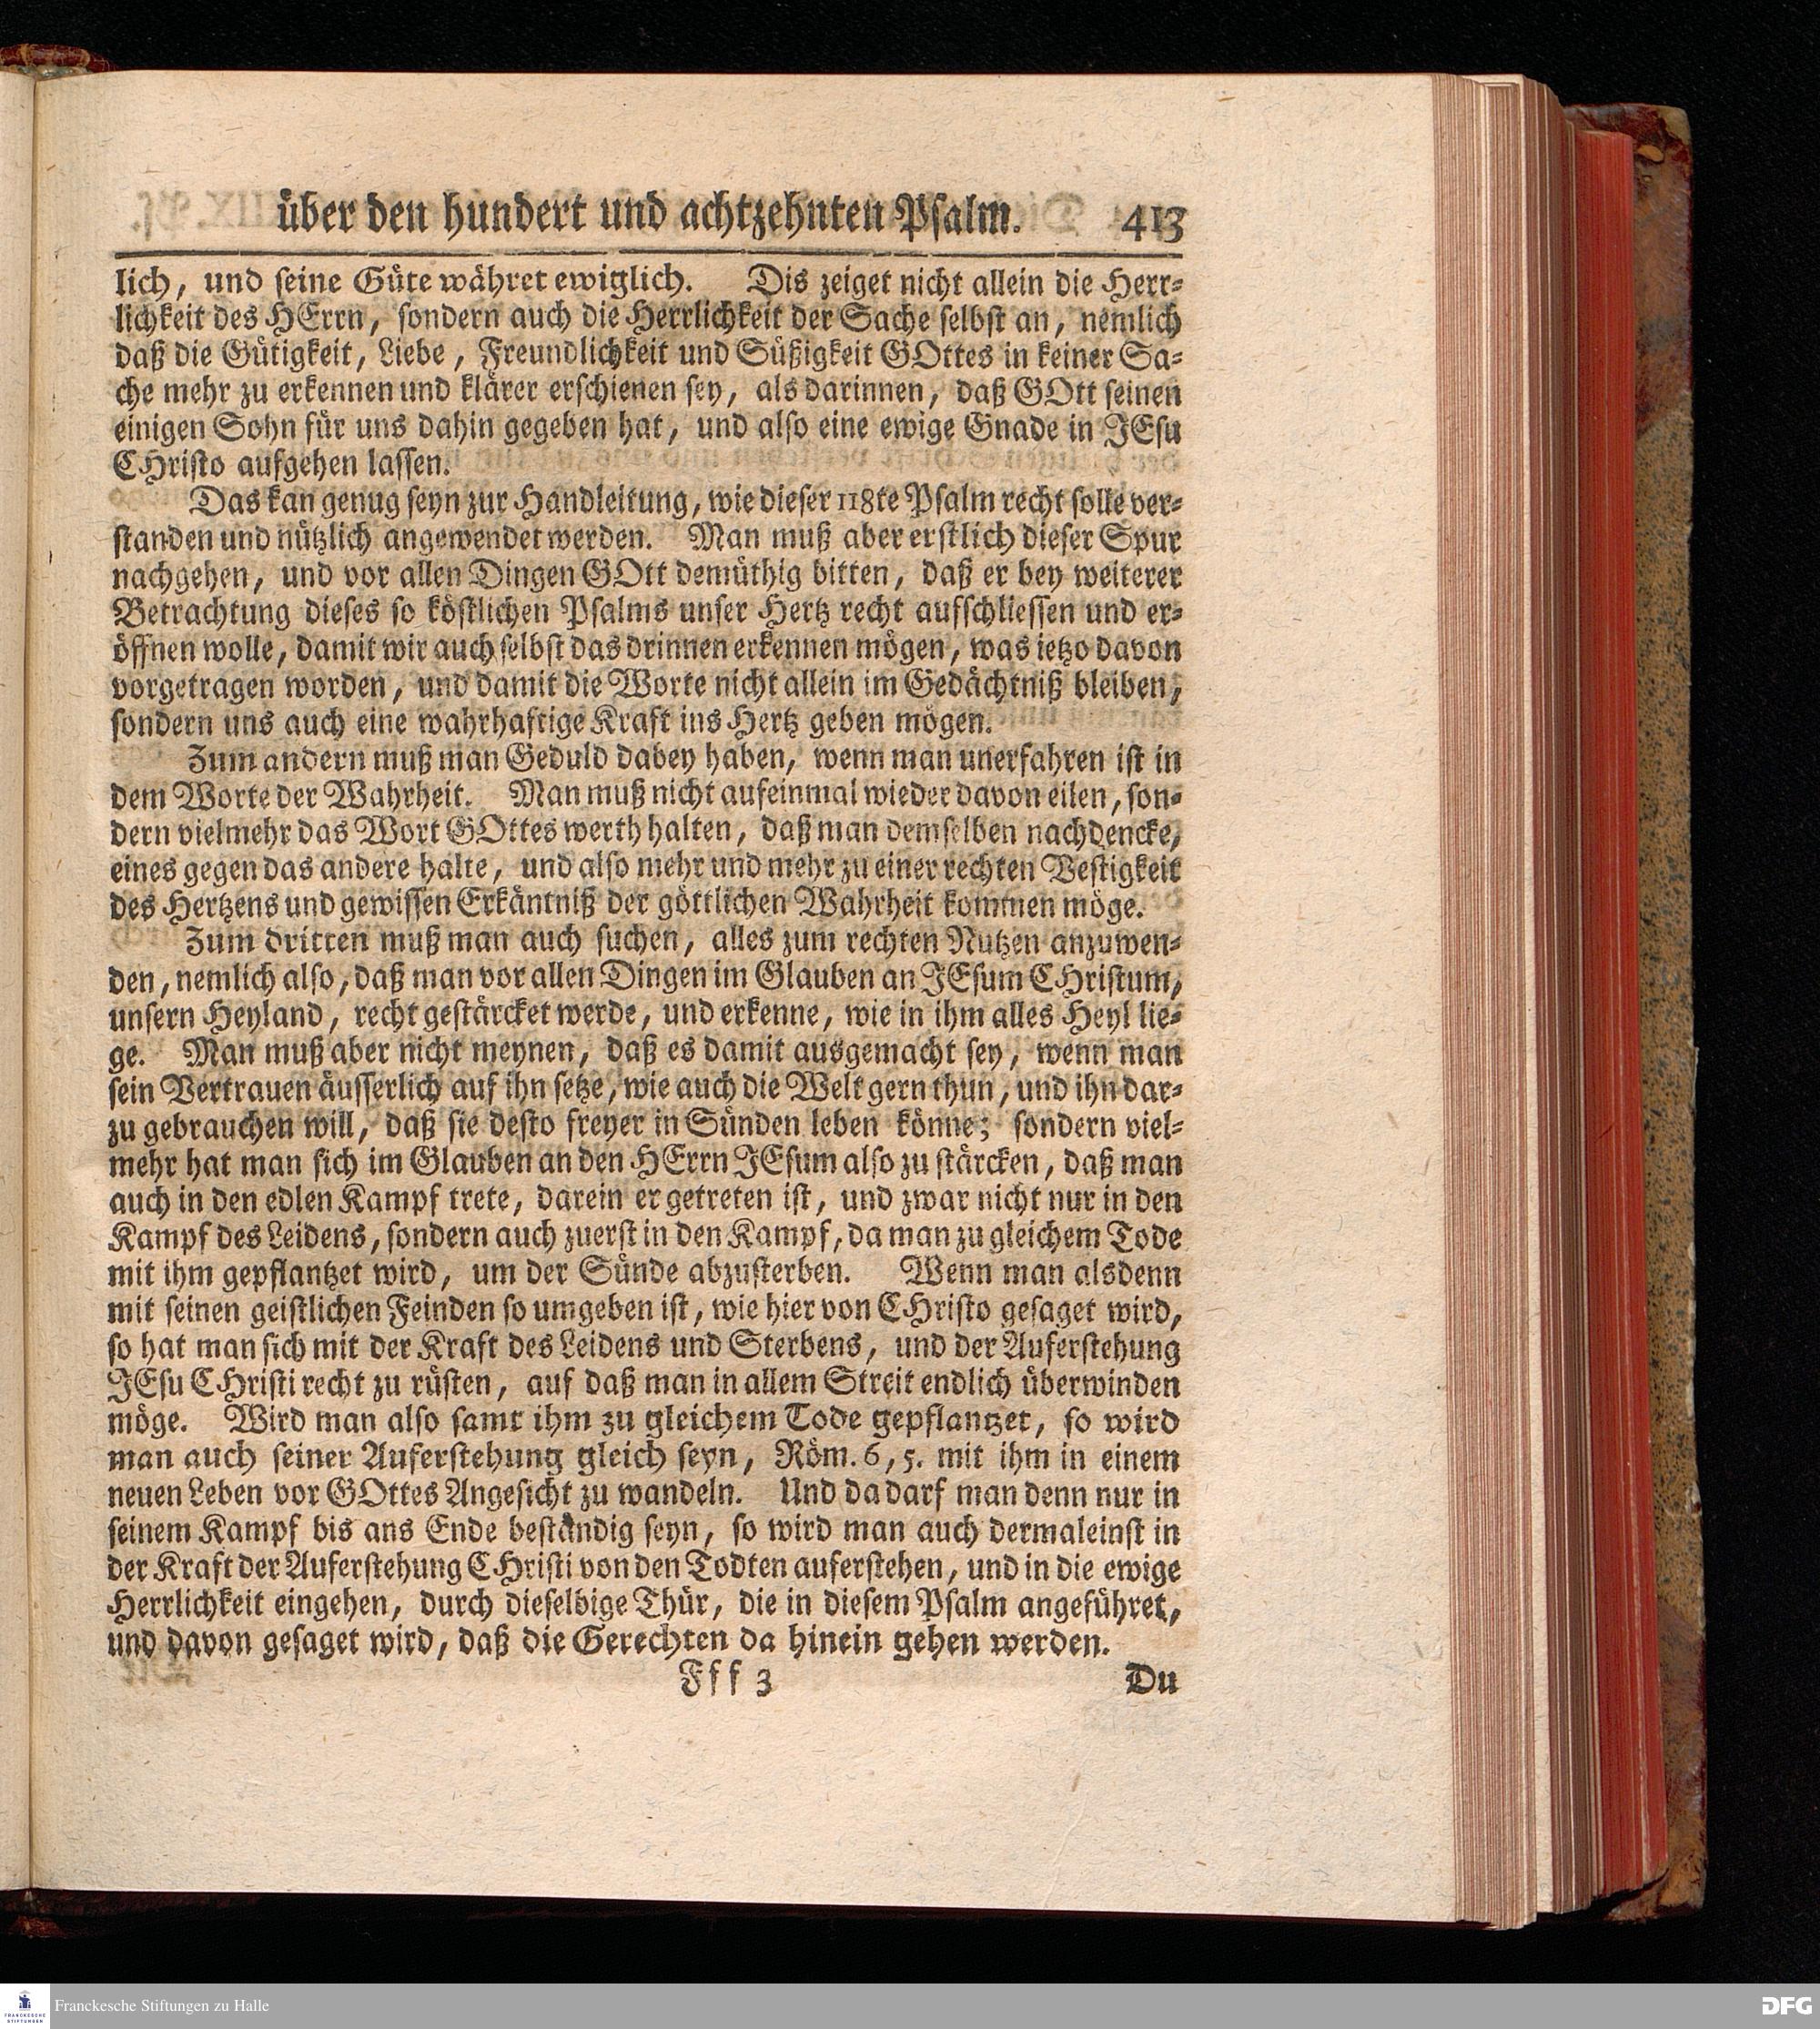 über den hundert und achtzehnten Psalm. 413
lich, und seine Güte währet ewiglich. Dis zeiget nicht allein die Herr-
lichkeit des HErrn, sondern auch die Herrlichkeit der Sache selbst an, nemlich
daß die Gütigkeit, Liebe, Freundlichkeit und Süßigkeit GOttes in keiner Sa-
che mehr zu erkennen und klärer erschienen sey, als darinnen, daß GOtt seinen
einigen Sohn für uns dahin gegeben hat, und also eine ewige Gnade in JEsu
CHristo aufgehen lassen.
Das kan genug seyn zur Handleitung, wie dieser 118te Psalm recht solle ver-
standen und nützlich angewendet werden. Man muß aber erstlich dieser Spur
nachgehen, und vor allen Dingen GOtt demüthig bitten, daß er bey weiterer
Betrachtung dieses so köstlichen Psalms unser Hertz recht aufschliessen und er-
öffnen wolle, damit wir auch selbst das drinnen erkennen mögen, was ietzo davon
vorgetragen worden, und damit die Worte nicht allein im Gedächtniß bleiben,
sondern uns auch eine wahrhaftige Kraft ins Hertz geben mögen.
Zum andern muß man Geduld dabey haben, wenn man unerfahren ist in
dem Worte der Wahrheit. Man muß nicht aufeinmal wieder davon eilen, son-
dern vielmehr das Wort GOttes werth halten, daß man demselben nachdencke,
eines gegen das andere halte, und also mehr und mehr zu einer rechten Vestigkeit
des Hertzens und gewissen Erkäntniß der göttlichen Wahrheit kommen möge.
Zum dritten muß man auch suchen, alles zum rechten Nutzen anzuwen-
den, nemlich also, daß man vor allen Dingen im Glauben an JEsum CHristum,
unsern Heyland, recht gestärcket werde, und erkenne, wie in ihm alles Heyl lie-
ge. Man muß aber nicht meynen, daß es damit ausgemacht sey, wenn man
sein Vertrauen äusserlich auf ihn setze, wie auch die Welt gern thun, und ihn dar-
zu gebrauchen will, daß sie desto freyer in Sünden leben könne; sondern viel-
mehr hat man sich im Glauben an den HErrn JEsum also zu stärcken, daß man
auch in den edlen Kampf trete, darein er getreten ist, und zwar nicht nur in den
Kampf des Leidens, sondern auch zuerst in den Kampf, da man zu gleichem Tode
mit ihm gepflantzet wird, um der Sünde abzusterben. Wenn man alsdenn
mit seinen geistlichen Feinden so umgeben ist, wie hier von CHristo gesaget wird,
so hat man sich mit der Kraft des Leidens und Sterbens, und der Auferstehung
JEsu CHristi recht zu rüsten, auf daß man in allem Streit endlich überwinden
möge. Wird man also samt ihm zu gleichem Tode gepflantzet, so wird
man auch seiner Auferstehung gleich seyn, Röm. 6, 5. mit ihm in einem
neuen Leben vor GOttes Angesicht zu wandeln. Und da darf man denn nur in
seinem Kampf bis ans Ende beständig seyn, so wird man auch dermaleinst in
der Kraft der Auferstehung CHristi von den Todten auferstehen, und in die ewige
Herrlichkeit eingehen, durch dieselbige Thür, die in diesem Psalm angeführet,
und davon gesaget wird, daß die Gerechten da hinein gehen werden.
Fff 3 Du
FRANCKESCHE STIFTUNGEN
Franckesche Stiftungen zu Halle
DFG